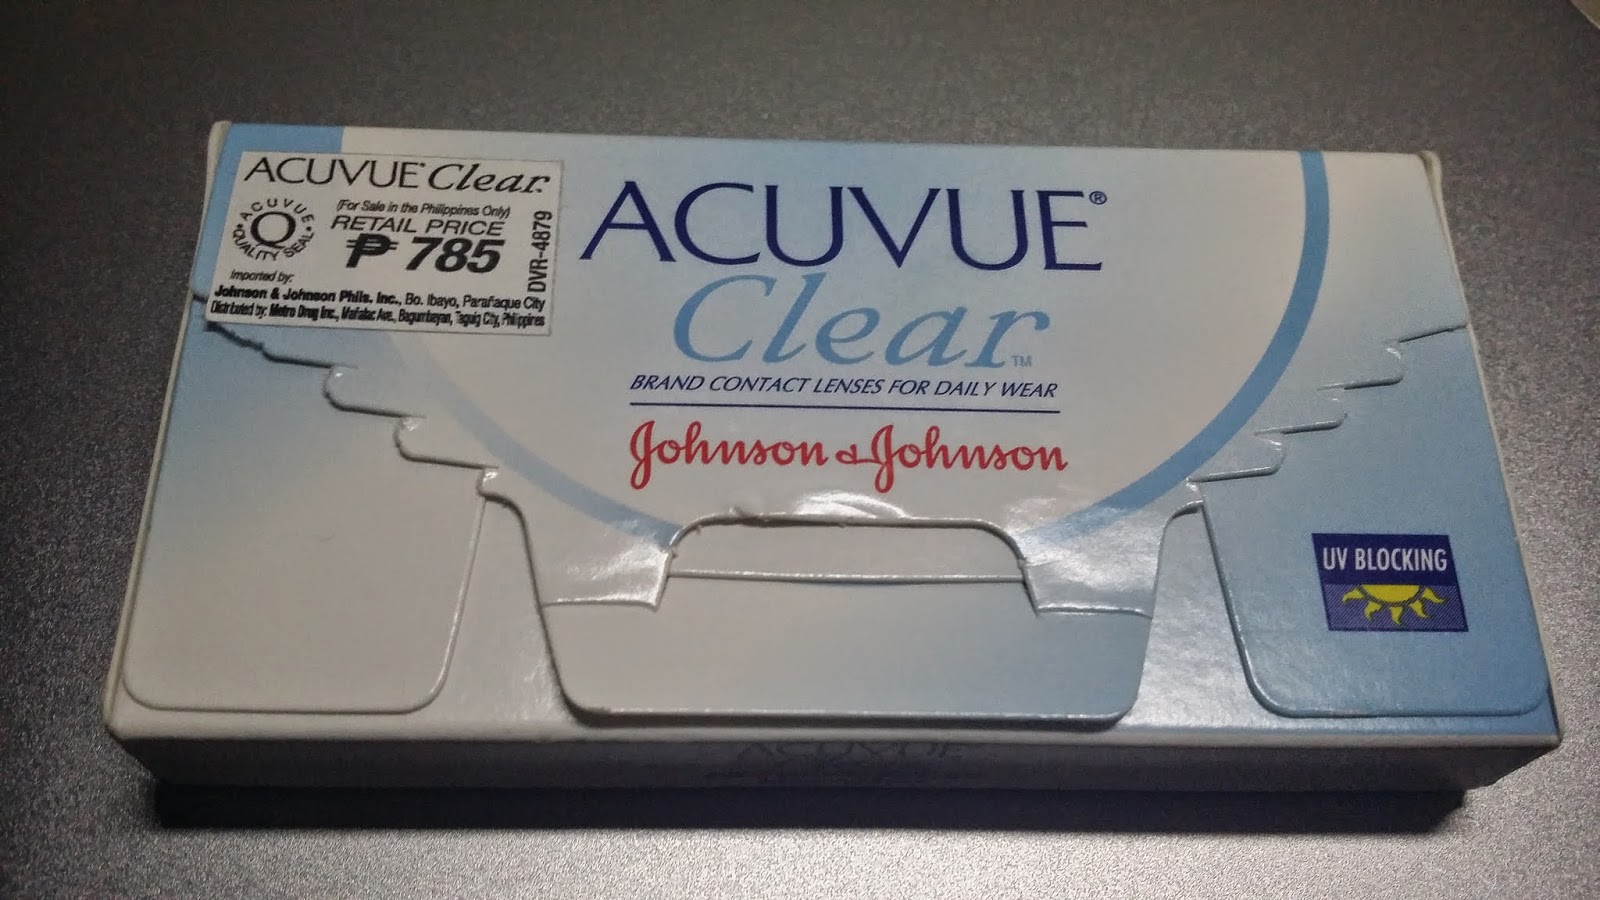 ACUVUE® Clear™
ACUVUE
Q
QUALITY SEAL
(For Sale in the Philippines Only)
RETAIL PRICE
₱ 785
DVR-4879
Imported by:
Johnson & Johnson Phils. Inc., Bo. Ibayo, Parañaque City
Distributed by: Metro Drug Inc., Mañalac Ave., Bagumbayan, Taguig City, Philippines
ACUVUE®
Clear™
BRAND CONTACT LENSES FOR DAILY WEAR
Johnson & Johnson
UV BLOCKING
ACUVUE